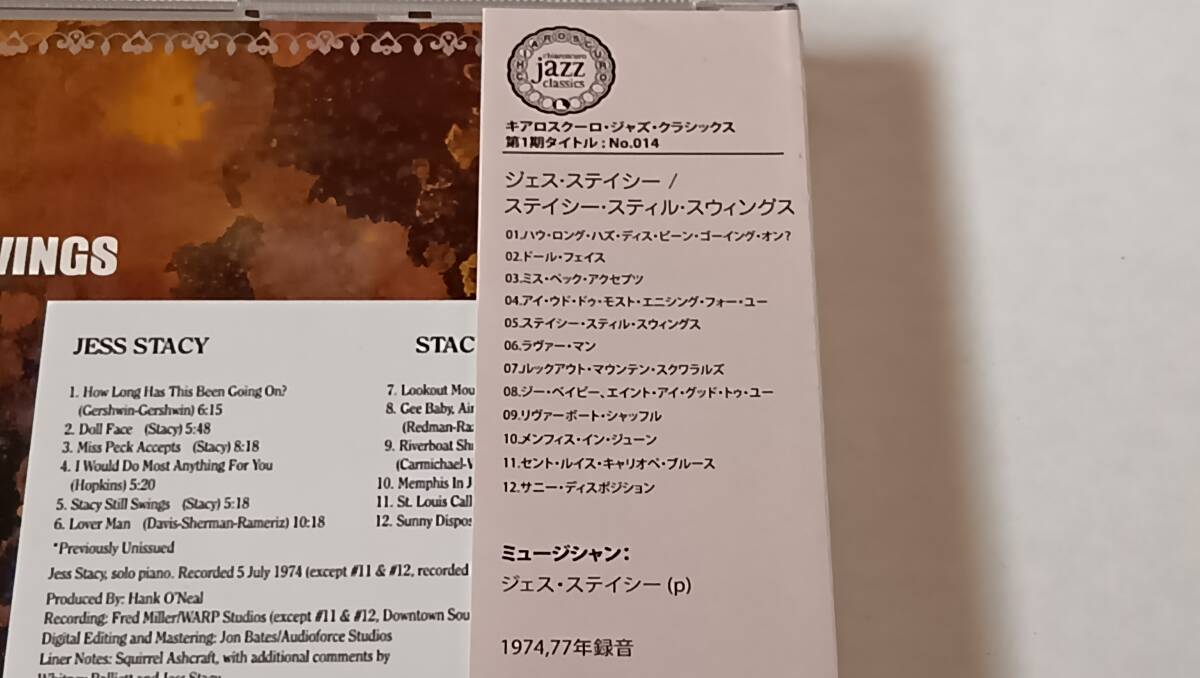 WINGS
JESS STACY
1. How Long Has This Been Going On?
(Gershwin-Gershwin) 6:15
2. Doll Face (Stacy) 5:48
3. Miss Peck Accepts (Stacy) 8:18
4. I Would Do Most Anything For You
(Hopkins) 5:20
5. Stacy Still Swings (Stacy) 5:18
6. Lover Man (Davis-Sherman-Rameriz) 10:18
*Previously Unissued
STAC
7. Lookout Mou
8. Gee Baby, Ain
(Redman-Raz
9. Riverboat Shu
(Carmichael-V
10. Memphis In J
11. St. Louis Call
12. Sunny Dispos
Jess Stacy, solo piano. Recorded 5 July 1974 (except #11 & #12, recorded
Produced By: Hank O'Neal
Recording: Fred Miller/WARP Studios (except #11 & #12, Downtown Sou
Digital Editing and Mastering: Jon Bates/Audioforce Studios
Liner Notes: Squirrel Ashcraft, with additional comments by
Whitney Balliett and Jess Stacy
CHIAROSCURO
chiaroscuro
jazz
classics
キアロスクーロ・ジャズ・クラシックス
第1期タイトル：No.014
ジェス・ステイシー /
ステイシー・スティル・スウィングス
01.ハウ・ロング・ハズ・ディス・ビーン・ゴーイング・オン?
02.ドール・フェイス
03.ミス・ペック・アクセプツ
04.アイ・ウド・ドゥ・モスト・エニシング・フォー・ユー
05.ステイシー・スティル・スウィングス
06.ラヴァー・マン
07.ルックアウト・マウンテン・スクワラルズ
08.ジー・ベイビー、エイント・アイ・グッド・トゥ・ユー
09.リヴァーボート・シャッフル
10.メンフィス・イン・ジューン
11.セント・ルイス・キャリオペ・ブルース
12.サニー・ディスポジション
ミュージシャン：
ジェス・ステイシー (p)
1974,77年録音